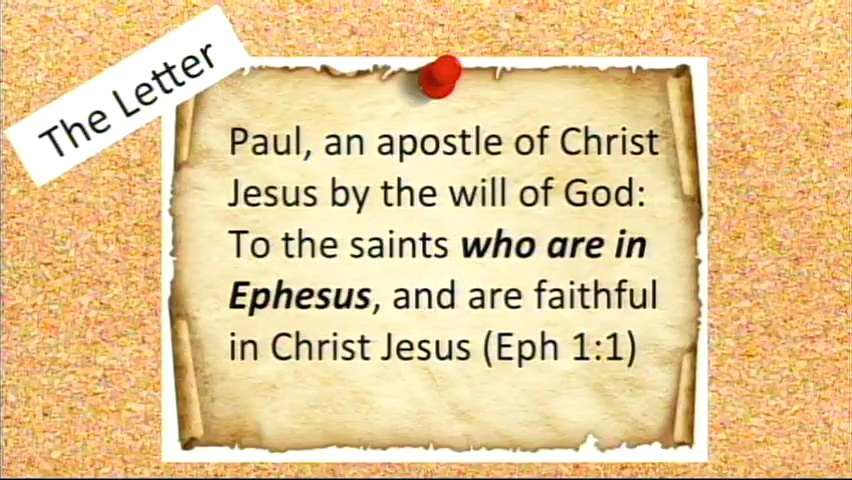 The Letter
Paul, an apostle of Christ
Jesus by the will of God:
To the saints who are in
Ephesus, and are faithful
in Christ Jesus (Eph 1:1)